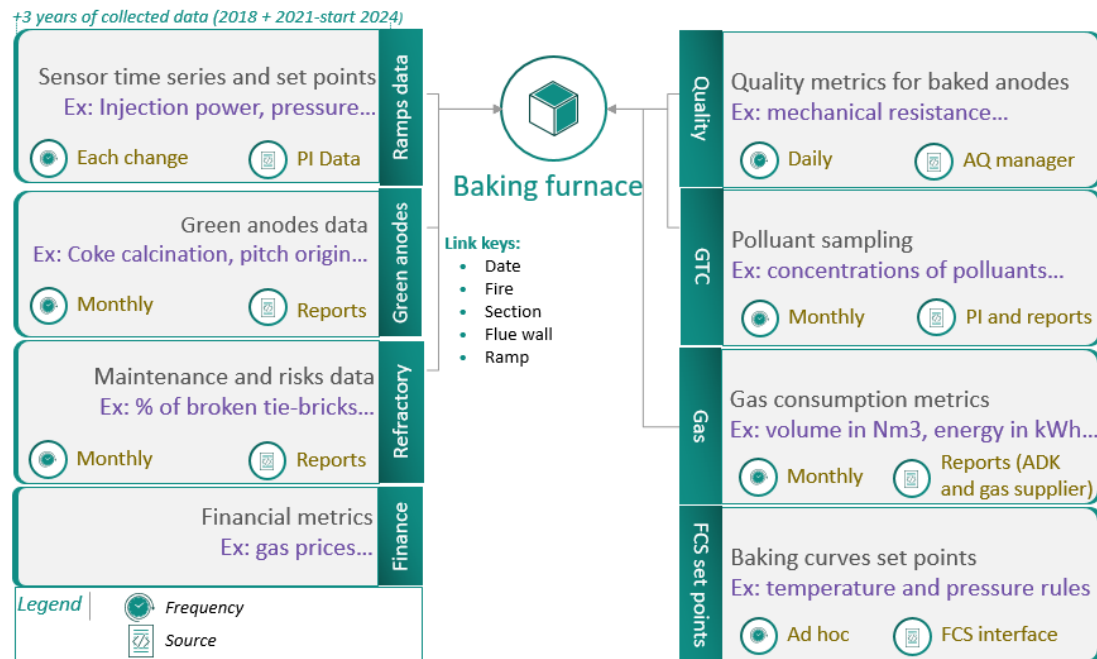 +3 years of collected data (2018 + 2021-start 2024)
Sensor time series and set points
Ex: Injection power, pressure...
Each change
PI Data
Ramps data
Green anodes data
Ex: Coke calcination, pitch origin...
Monthly
Reports
Green anodes
Maintenance and risks data
Ex: % of broken tie-bricks...
Monthly
Reports
Refractory
Financial metrics
Ex: gas prices...
Finance
Legend
Frequency
Source
Baking furnace
Link keys:
• Date
• Fire
• Section
• Flue wall
• Ramp
Quality
Quality metrics for baked anodes
Ex: mechanical resistance...
Daily
AQ manager
GTC
Polluant sampling
Ex: concentrations of polluants...
Monthly
PI and reports
Gas
Gas consumption metrics
Ex: volume in Nm3, energy in kWh...
Monthly
Reports (ADK
and gas supplier)
FCS set points
Baking curves set points
Ex: temperature and pressure rules
Ad hoc
FCS interface